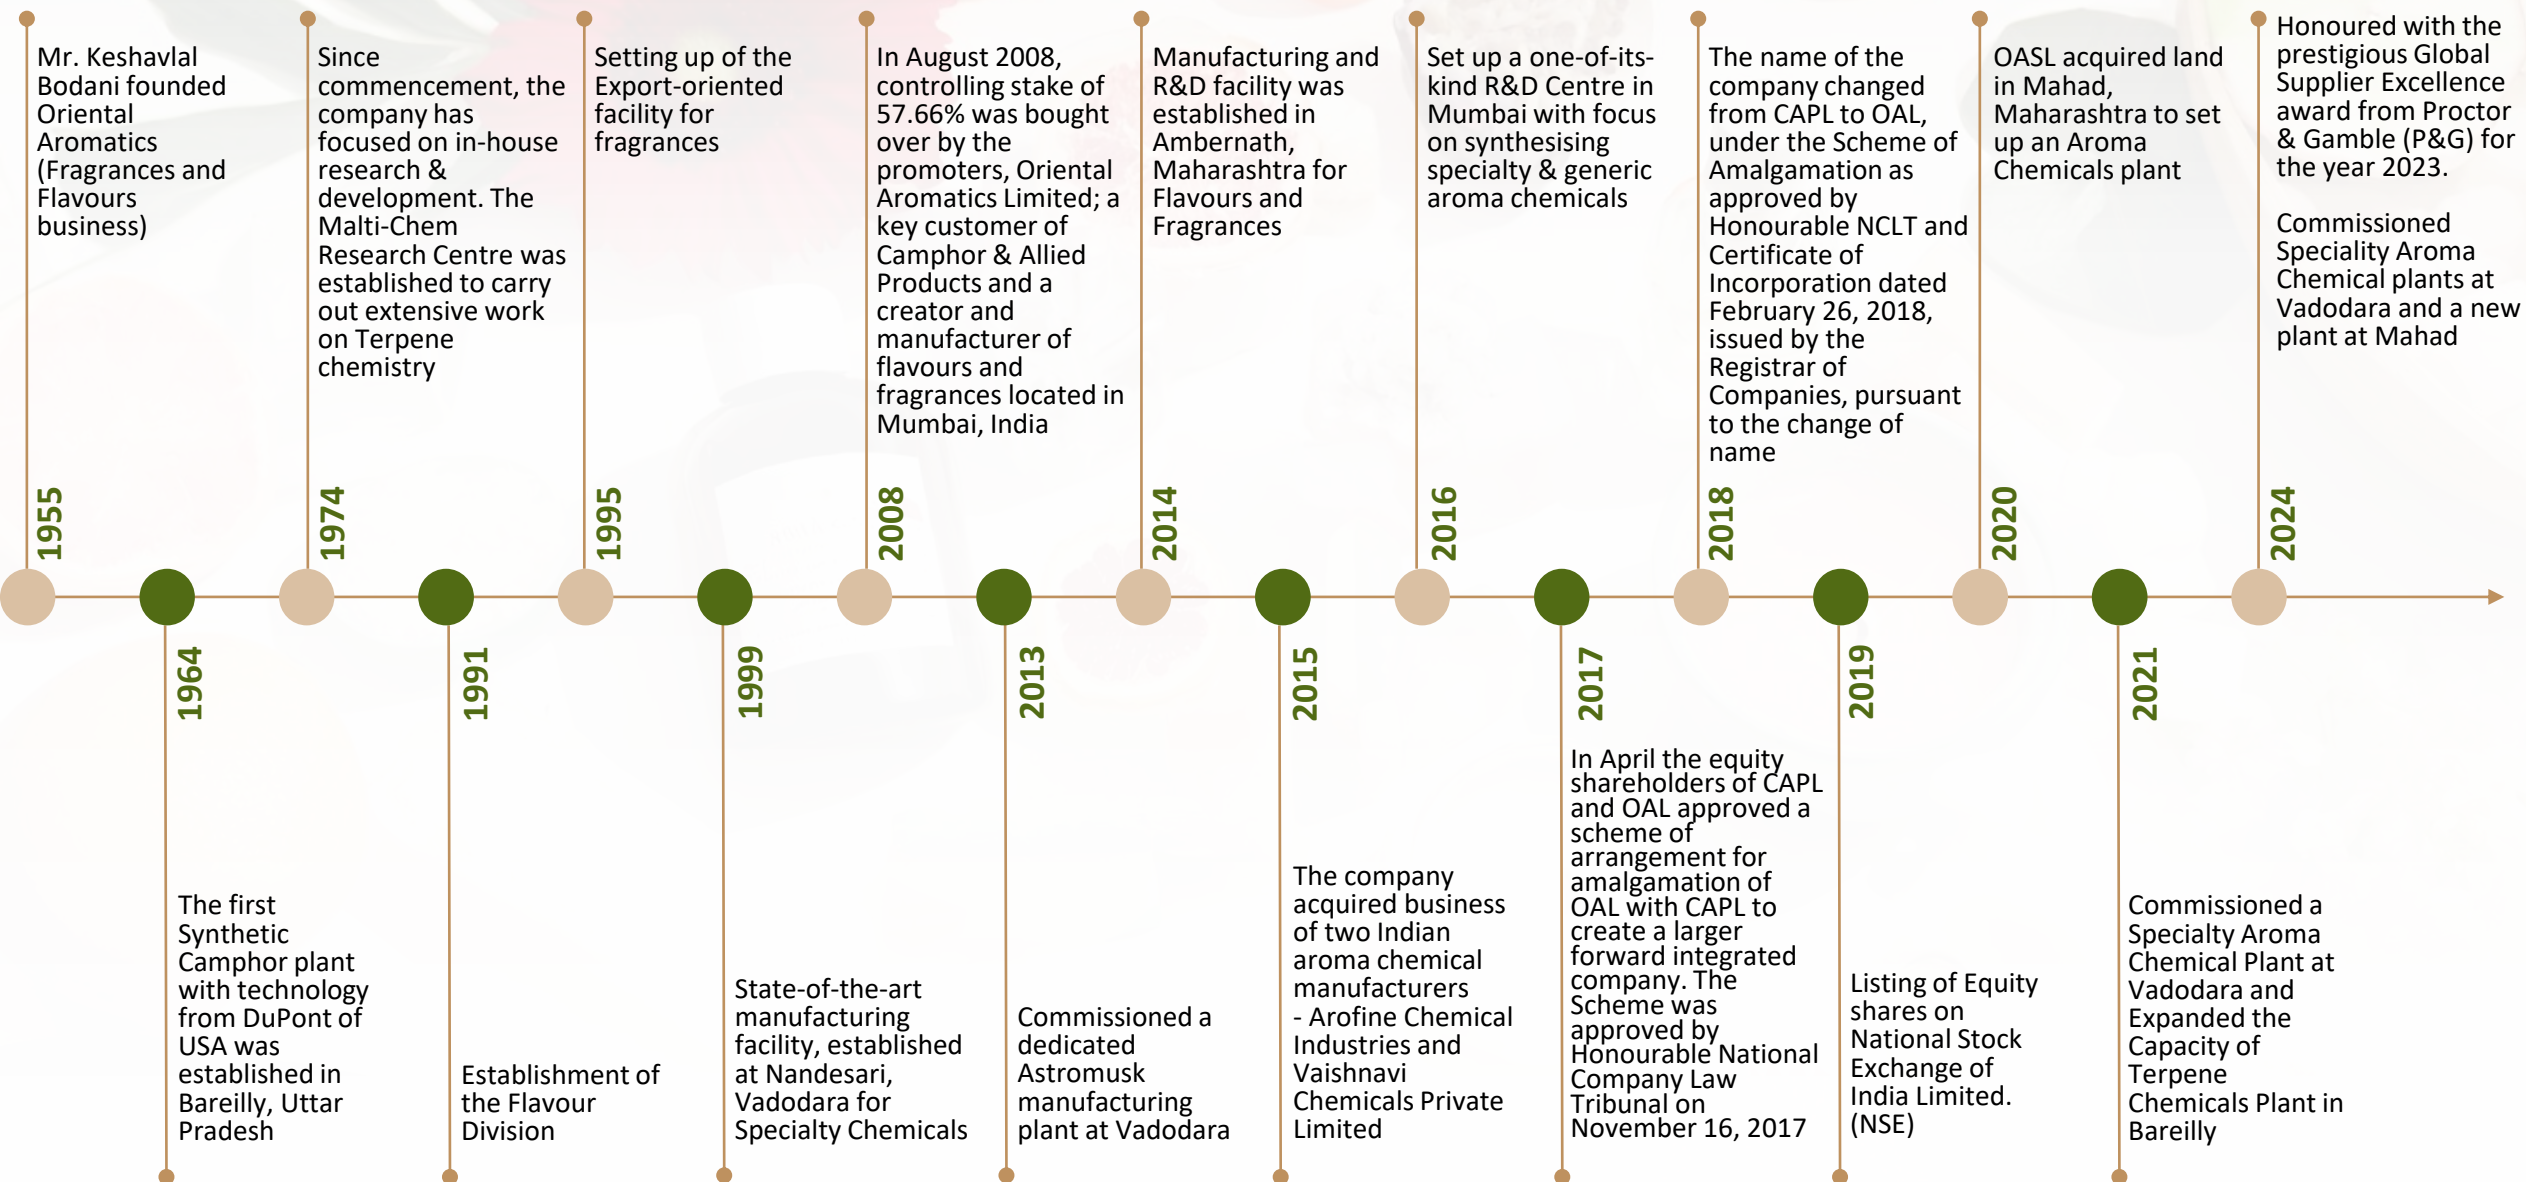 Mr. Keshavlal
Bodani founded
Oriental
Aromatics
(Fragrances and
Flavours
business)
1955
The first
Synthetic
Camphor plant
with technology
from DuPont of
USA was
established in
Bareilly, Uttar
Pradesh
1964
Since
commencement, the
company has
focused on in-house
research &
development. The
Malti-Chem
Research Centre was
established to carry
out extensive work
on Terpene
chemistry
1974
Establishment of
the Flavour
Division
1991
Setting up of the
Export-oriented
facility for
fragrances
1995
State-of-the-art
manufacturing
facility, established
at Nandesari,
Vadodara for
Specialty Chemicals
1999
In August 2008,
controlling stake of
57.66% was bought
over by the
promoters, Oriental
Aromatics Limited; a
key customer of
Camphor & Allied
Products and a
creator and
manufacturer of
flavours and
fragrances located in
Mumbai, India
2008
Commissioned a
dedicated
Astromusk
manufacturing
plant at Vadodara
2013
Manufacturing and
R&D facility was
established in
Ambernath,
Maharashtra for
Flavours and
Fragrances
2014
The company
acquired business
of two Indian
aroma chemical
manufacturers
- Arofine Chemical
Industries and
Vaishnavi
Chemicals Private
Limited
2015
Set up a one-of-its-
kind R&D Centre in
Mumbai with focus
on synthesising
specialty & generic
aroma chemicals
2016
In April the equity
shareholders of CAPL
and OAL approved a
scheme of
arrangement for
amalgamation of
OAL with CAPL to
create a larger
forward integrated
company. The
Scheme was
approved by
Honourable National
Company Law
Tribunal on
November 16, 2017
2017
The name of the
company changed
from CAPL to OAL,
under the Scheme of
Amalgamation as
approved by
Honourable NCLT and
Certificate of
Incorporation dated
February 26, 2018,
issued by the
Registrar of
Companies, pursuant
to the change of
name
2018
Listing of Equity
shares on
National Stock
Exchange of
India Limited.
(NSE)
2019
OASL acquired land
in Mahad,
Maharashtra to set
up an Aroma
Chemicals plant
2020
Commissioned a
Specialty Aroma
Chemical Plant at
Vadodara and
Expanded the
Capacity of
Terpene
Chemicals Plant in
Bareilly
2021
Honoured with the
prestigious Global
Supplier Excellence
award from Proctor
& Gamble (P&G) for
the year 2023.
Commissioned
Speciality Aroma
Chemical plants at
Vadodara and a new
plant at Mahad
2024